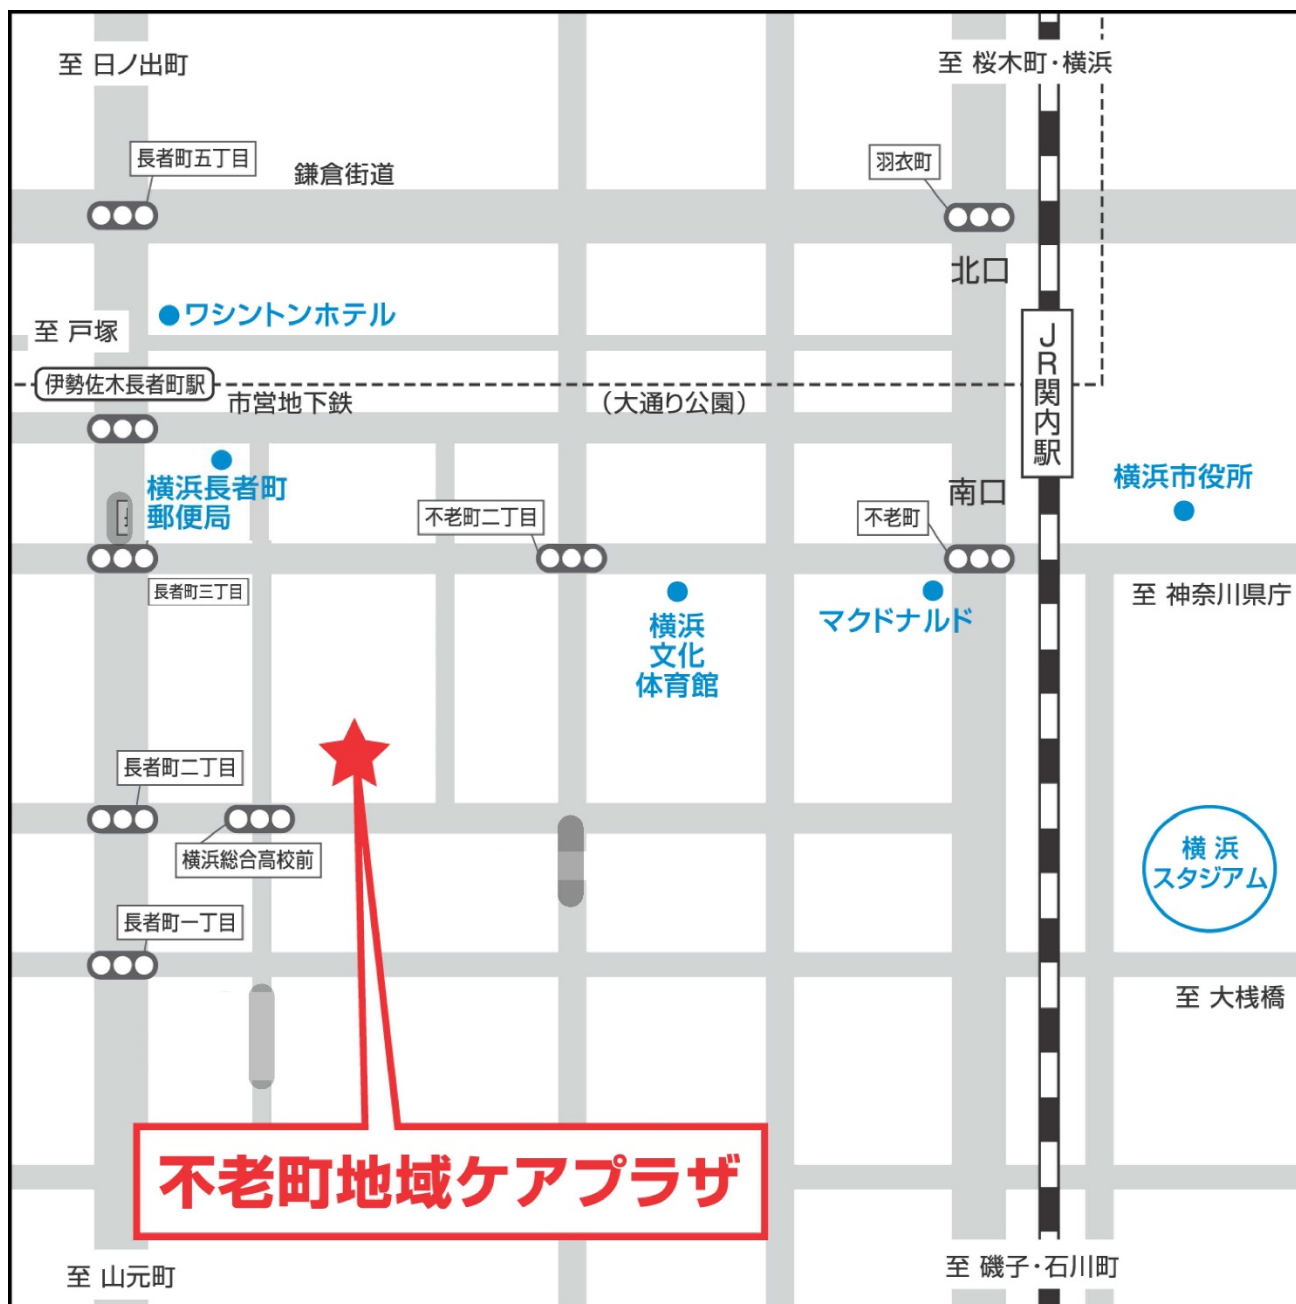 至 日ノ出町
至 桜木町・横浜
長者町五丁目
鎌倉街道
羽衣町
北口
ワシントンホテル
至 戸塚
JR関内駅
伊勢佐木長者町駅
市営地下鉄
（大通り公園）
横浜長者町
郵便局
南口
横浜市役所
不老町二丁目
不老町
長者町三丁目
至 神奈川県庁
横浜
文化
体育館
マクドナルド
長者町二丁目
横浜総合高校前
横浜
スタジアム
長者町一丁目
至 大桟橋
不老町地域ケアプラザ
至 山元町
至 磯子・石川町